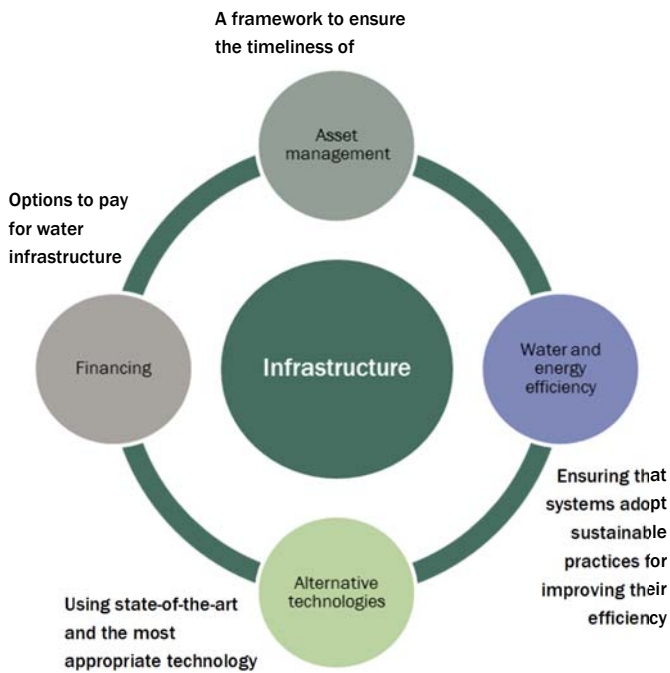 A framework to ensure
the timeliness of
Asset
management
Options to pay
for water
infrastructure
Financing
Infrastructure
Water and
energy
efficiency
Ensuring that
systems adopt
sustainable
practices for
improving their
efficiency
Alternative
technologies
Using state-of-the-art
and the most
appropriate technology